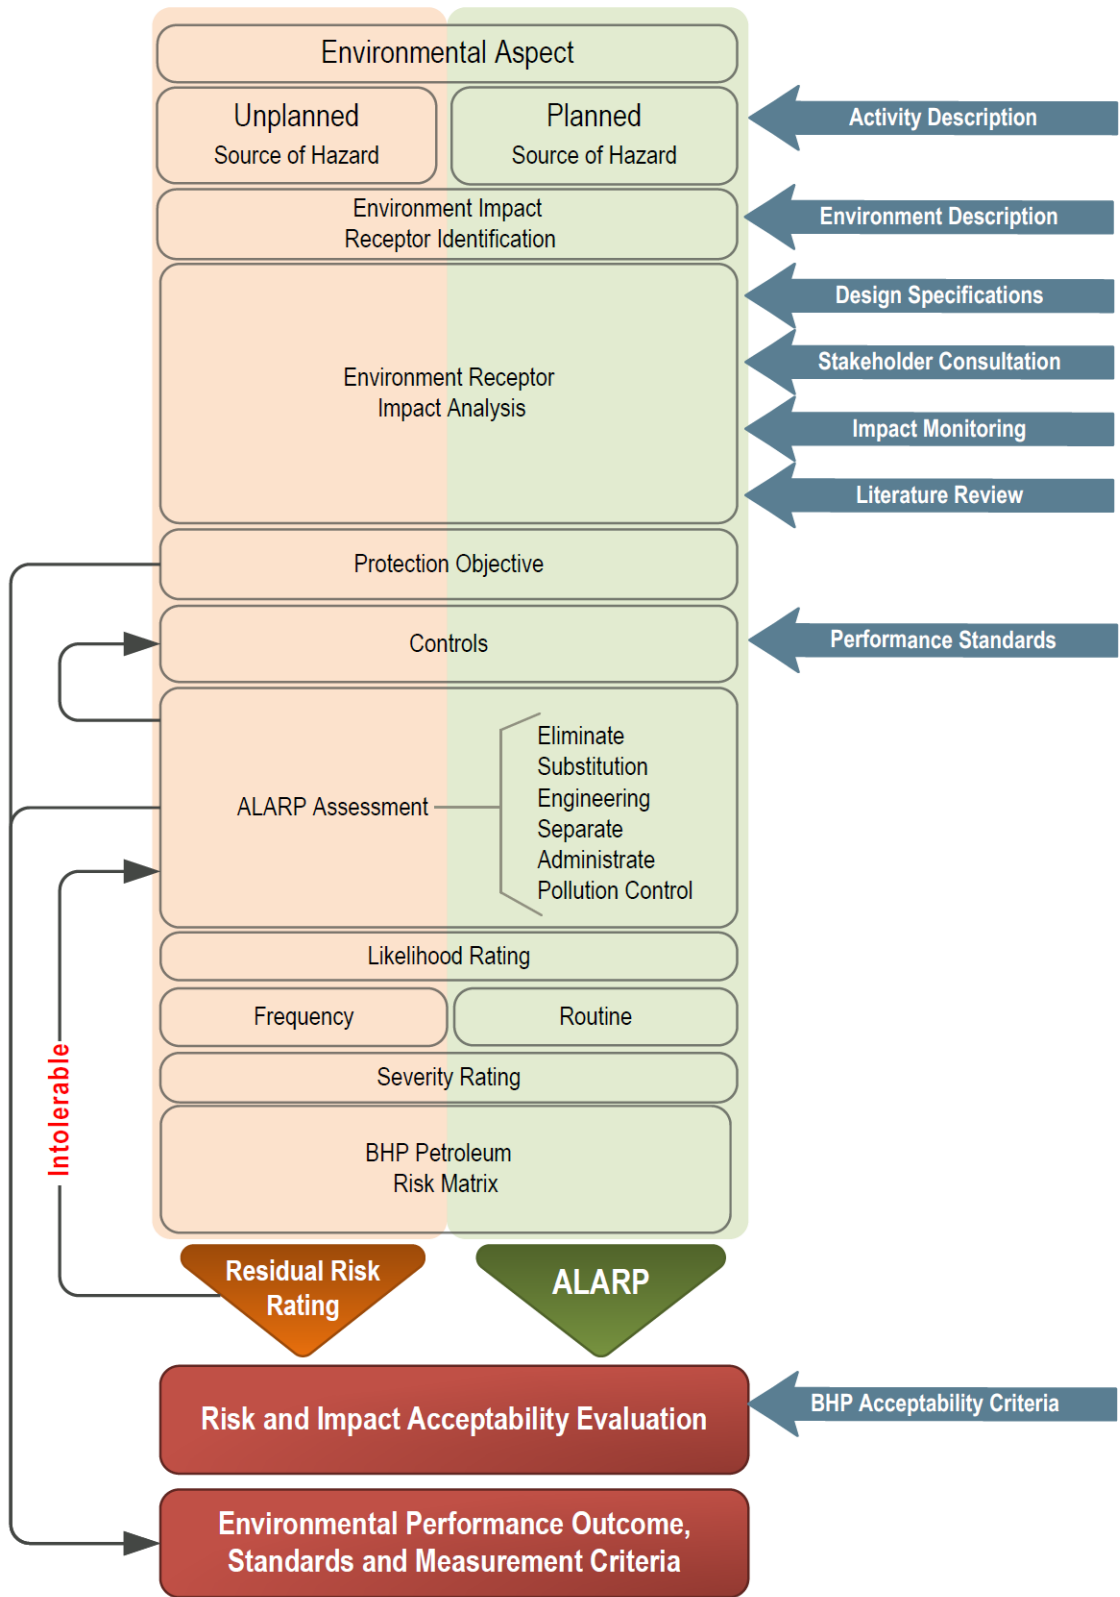 Environmental Aspect
Unplanned
Source of Hazard
Planned
Source of Hazard
Activity Description
Environment Impact
Receptor Identification
Environment Description
Design Specifications
Stakeholder Consultation
Environment Receptor
Impact Analysis
Impact Monitoring
Literature Review
Protection Objective
Controls
Performance Standards
ALARP Assessment
Eliminate
Substitution
Engineering
Separate
Administrate
Pollution Control
Likelihood Rating
Frequency
Routine
Severity Rating
Intolerable
BHP Petroleum
Risk Matrix
Residual Risk
Rating
ALARP
Risk and Impact Acceptability Evaluation
BHP Acceptability Criteria
Environmental Performance Outcome,
Standards and Measurement Criteria